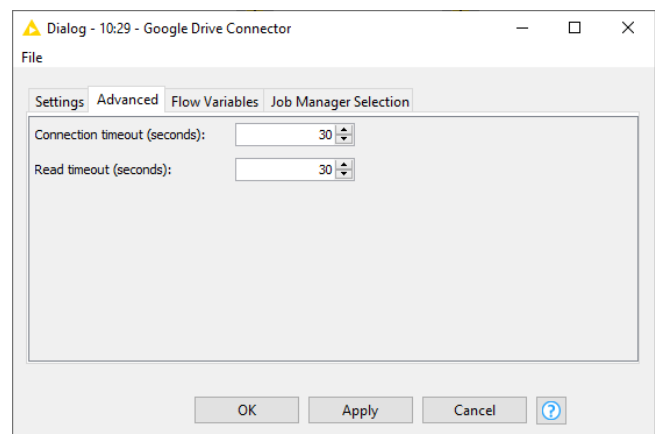 Dialog - 10:29 - Google Drive Connector
File
Settings Advanced Flow Variables Job Manager Selection
Connection timeout (seconds): 30
Read timeout (seconds): 30
OK Apply Cancel ?